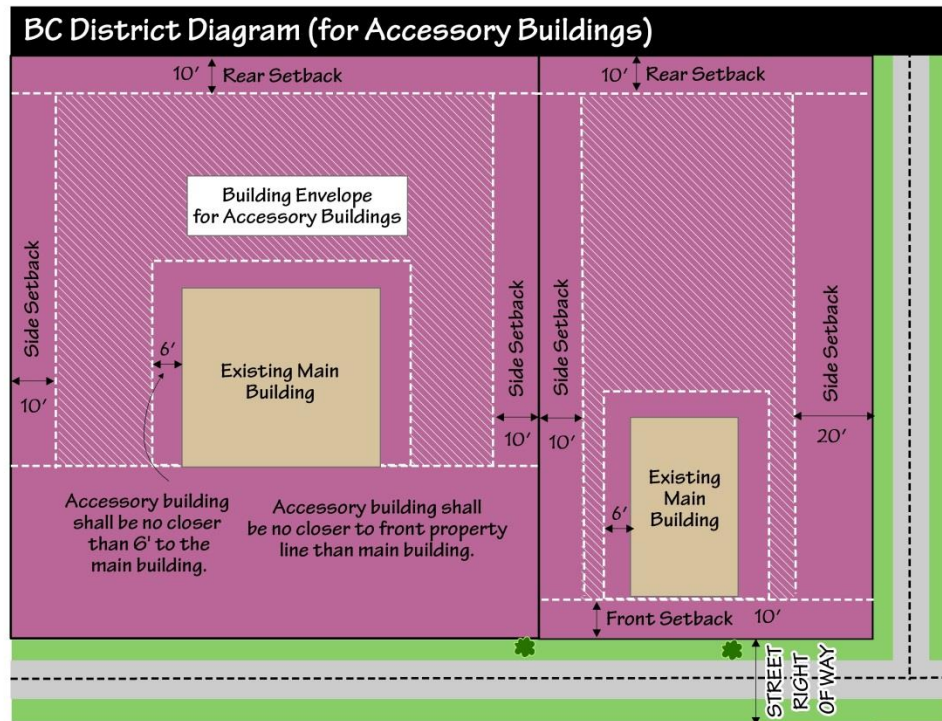 BC District Diagram (for Accessory Buildings)
10' Rear Setback
10' Rear Setback
Building Envelope
for Accessory Buildings
Side Setback
10'
6'
Existing Main
Building
Side Setback
10'
Side Setback
10'
Side Setback
20'
6'
Existing
Main
Building
Accessory building
shall be no closer
than 6' to the
main building.
Accessory building shall
be no closer to front property
line than main building.
Front Setback 10'
STREET
RIGHT
OF WAY